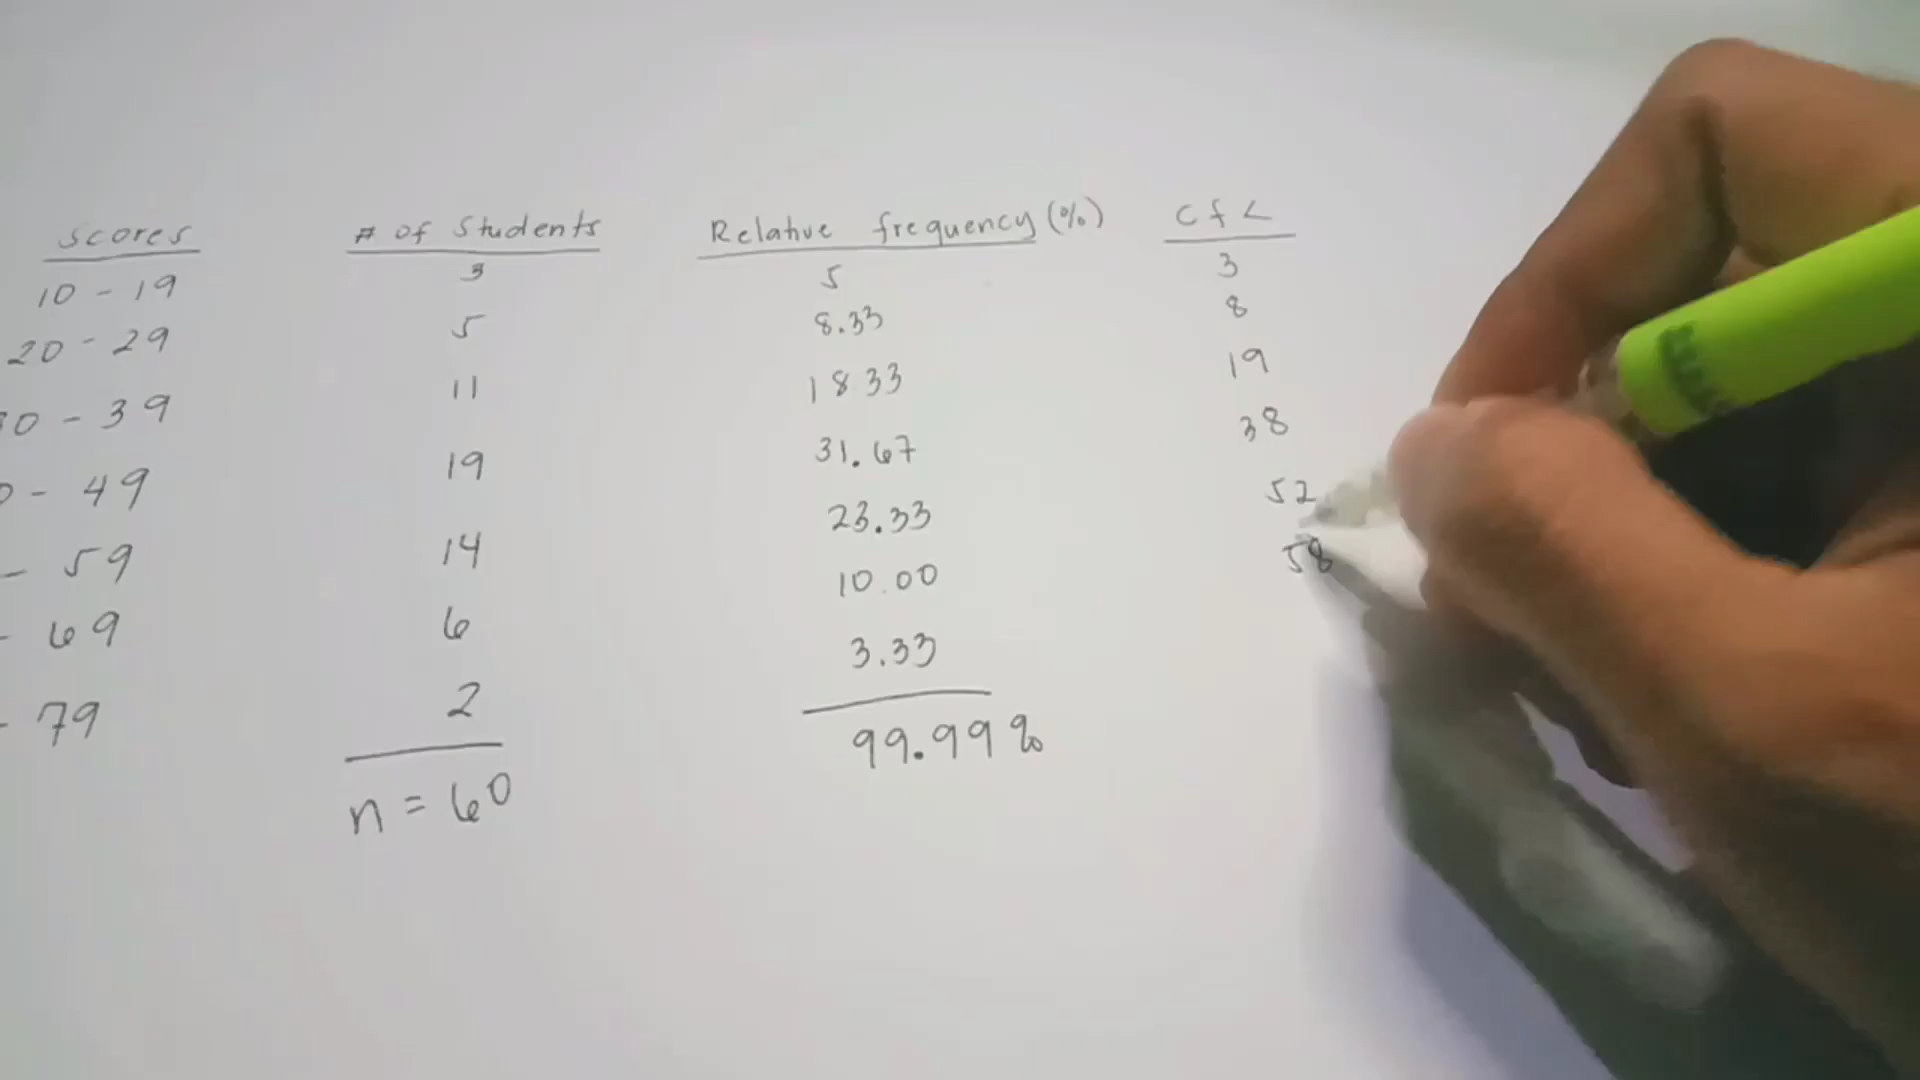 Scores # of Students Relative frequency (%) cf <
10 - 19 3 5 3
20 - 29 5 8.33 8
0 - 39 11 18.33 19
- 49 19 31.67 38
- 59 14 23.33 52
- 69 6 10.00 58
- 79 2 3.33
n = 60 99.99%